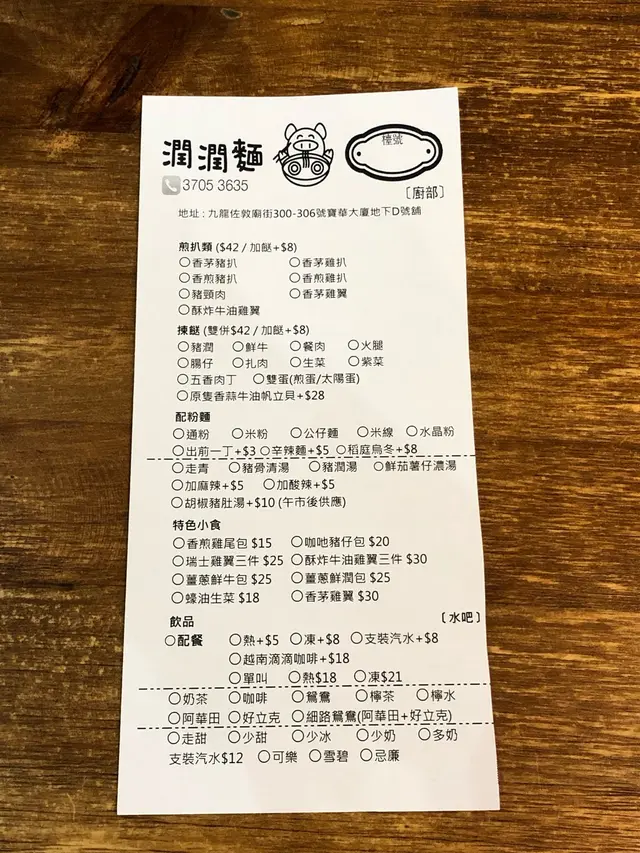 潤潤麵
檯號
3705 3635
［廚部］
地址 : 九龍佐敦廟街300-306號寶華大廈地下D號舖
煎扒類 ($42 / 加餸+$8)
○香茅豬扒 ○香茅雞扒
○香煎豬扒 ○香煎雞扒
○豬頸肉 ○香茅雞翼
○酥炸牛油雞翼
揀餸 (雙併$42 / 加餸+$8)
○豬潤 ○鮮牛 ○餐肉 ○火腿
○腸仔 ○扎肉 ○生菜 ○紫菜
○五香肉丁 ○雙蛋(煎蛋/太陽蛋)
○原隻香蒜牛油帆立貝+$28
配粉麵
○通粉 ○米粉 ○公仔麵 ○米線 ○水晶粉
○出前一丁+$3 ○辛辣麵+$5 ○稻庭烏冬+$8
○走青 ○豬骨清湯 ○豬潤湯 ○鮮茄薯仔濃湯
○加麻辣+$5 ○加酸辣+$5
○胡椒豬肚湯+$10 (午市後供應)
特色小食
○香煎雞尾包 $15 ○咖吔豬仔包 $20
○瑞士雞翼三件 $25 ○酥炸牛油雞翼三件 $30
○薑蔥鮮牛包 $25 ○薑蔥鮮潤包 $25
○蠔油生菜 $18 ○香茅雞翼 $30
飲品 ［水吧］
○配餐 ○熱+$5 ○凍+$8 ○支裝汽水+$8
○越南滴滴咖啡+$18
○單叫 ○熱$18 ○凍$21
○奶茶 ○咖啡 ○鴛鴦 ○檸茶 ○檸水
○阿華田 ○好立克 ○細路鴛鴦(阿華田+好立克)
○走甜 ○少甜 ○少冰 ○少奶 ○多奶
支裝汽水$12 ○可樂 ○雪碧 ○忌廉